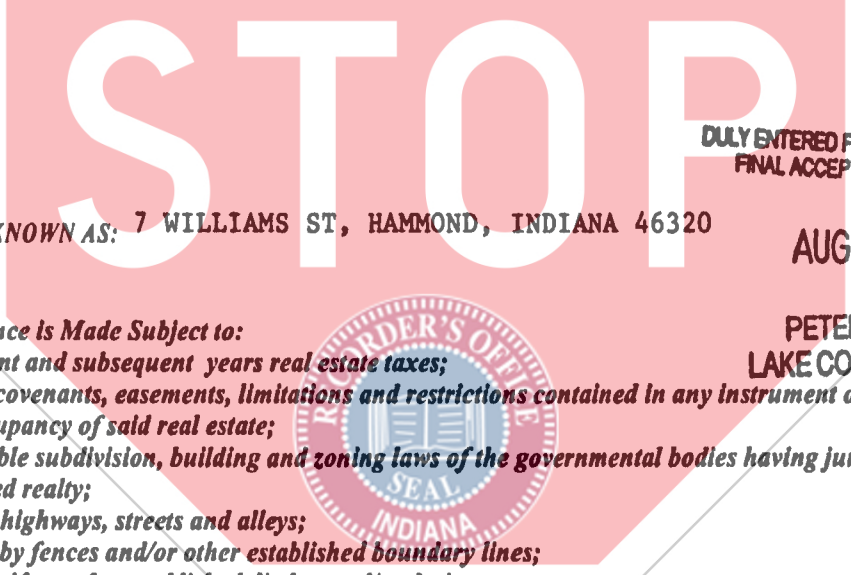 STOP
DULY ENTERED F
FINAL ACCEP
KNOWN AS: 7 WILLIAMS ST, HAMMOND, INDIANA 46320
AUG
nce is Made Subject to:
PETE
nt and subsequent years real estate taxes;
LAKE CO
covenants, easements, limitations and restrictions contained in any instrument
upancy of said real estate;
ble subdivision, building and zoning laws of the governmental bodies having jur
ed realty;
highways, streets and alleys;
by fences and/or other established boundary lines;
RECORDER'S OFFICE
SEAL
INDIANA